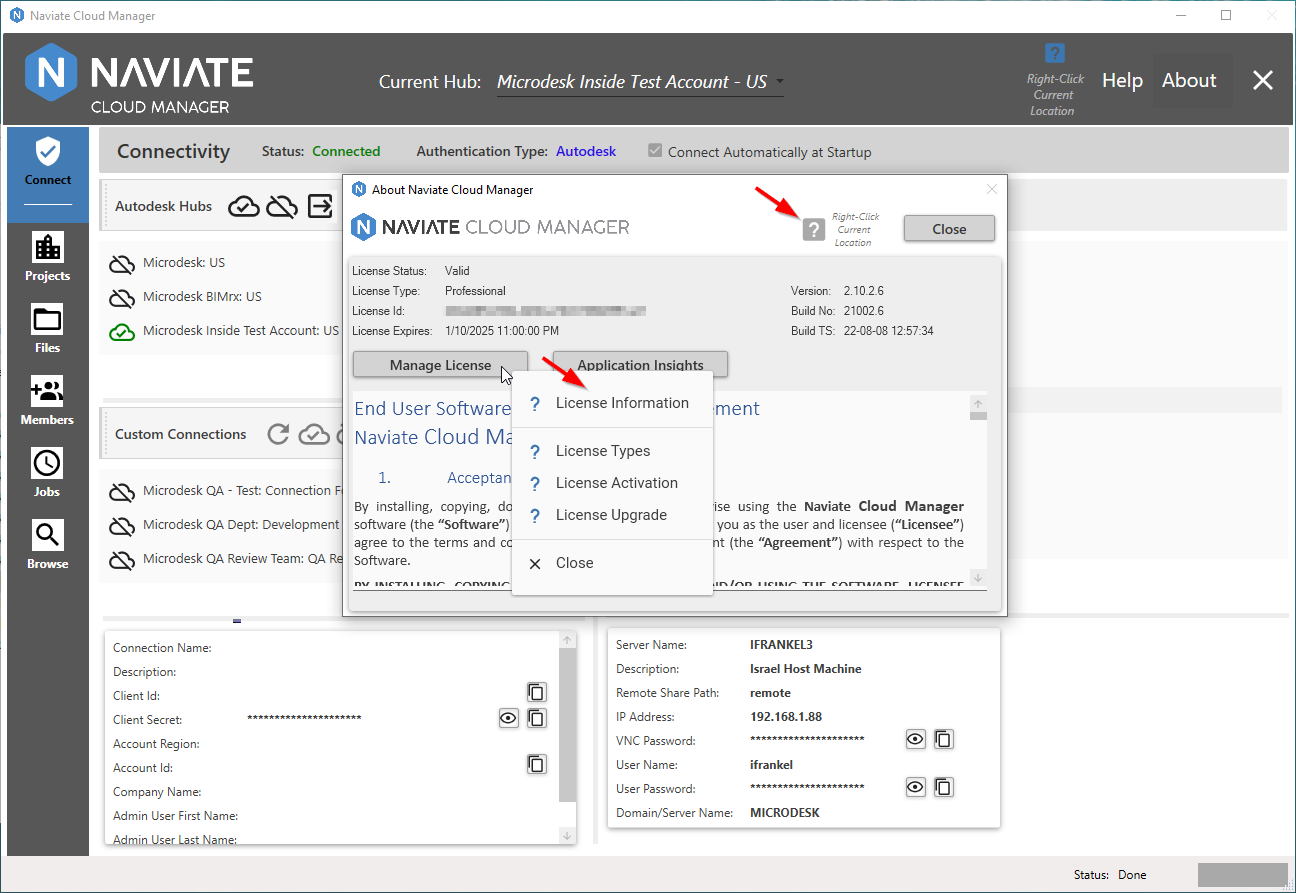 Naviate Cloud Manager
NAVIATE
CLOUD MANAGER
Current Hub: Microdesk Inside Test Account - US
?
Right-Click
Current
Location
Help
About
Connect
Projects
Files
Members
Jobs
Browse
Connectivity
Status: Connected
Authentication Type: Autodesk
Connect Automatically at Startup
Autodesk Hubs
Microdesk: US
Microdesk BIMrx: US
Microdesk Inside Test Account: US
Custom Connections
Microdesk QA - Test: Connection F
Microdesk QA Dept: Development
Microdesk QA Review Team: QA Re
About Naviate Cloud Manager
N NAVIATE CLOUD MANAGER
?
Right-Click
Current
Location
Close
License Status: Valid
License Type: Professional
License Id:
License Expires: 1/10/2025 11:00:00 PM
Version: 2.10.2.6
Build No: 21002.6
Build TS: 22-08-08 12:57:34
Manage License
Application Insights
End User Software ement
Naviate Cloud Ma
1. Acceptan
By installing, copying, do ise using the Naviate Cloud Manager
software (the “Software”) you as the user and licensee (“Licensee”)
agree to the terms and co nt (the “Agreement”) with respect to the
Software.
BY INSTALLING, COPYING ID/OR USING THE SOFTWARE, LICENSEE
? License Information
? License Types
? License Activation
? License Upgrade
Close
Connection Name:
Description:
Client Id:
Client Secret: *********************
Account Region:
Account Id:
Company Name:
Admin User First Name:
Admin User Last Name:
Server Name: IFRANKEL3
Description: Israel Host Machine
Remote Share Path: remote
IP Address: 192.168.1.88
VNC Password: *********************
User Name: ifrankel
User Password: *********************
Domain/Server Name: MICRODESK
Status: Done